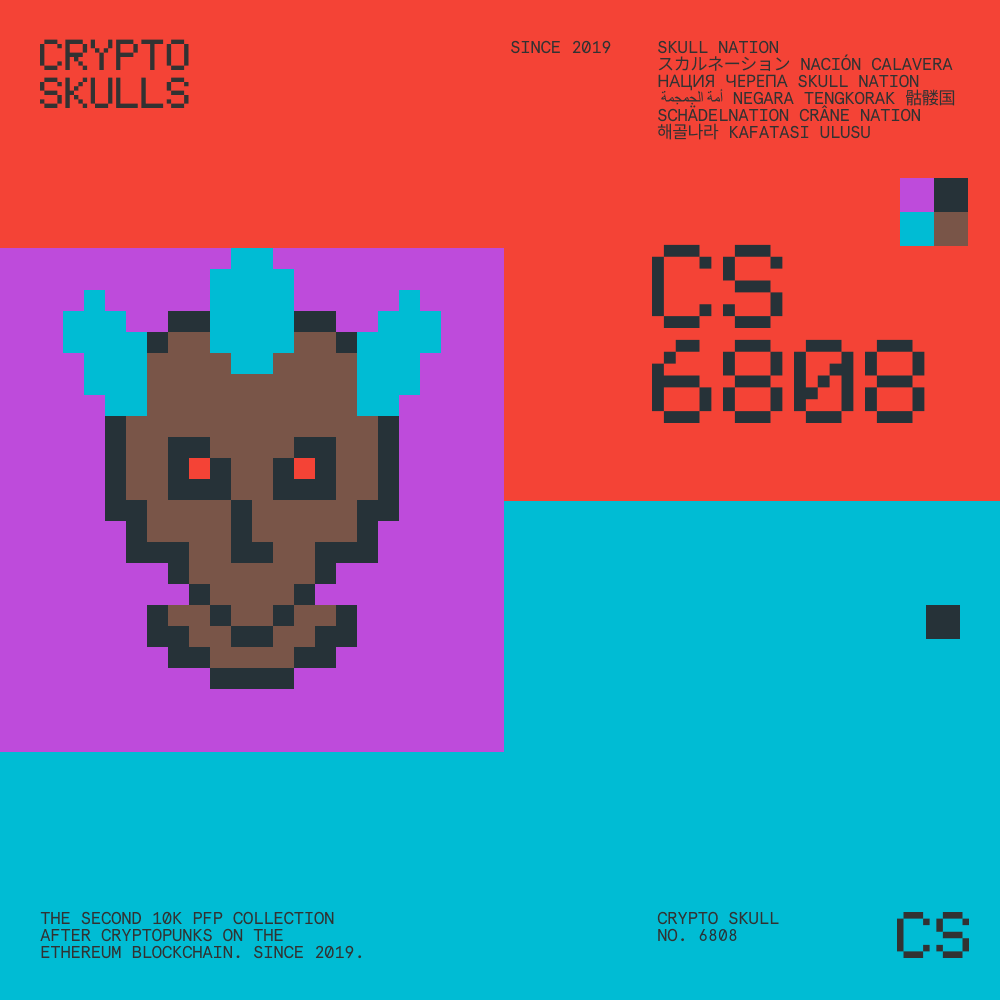 CRYPTO
SKULLS
SINCE 2019
SKULL NATION
スカルネーション NACIÓN CALAVERA
НАЦИЯ ЧЕРЕПА SKULL NATION
أمة الجمجمة NEGARA TENGKORAK 骷髅国
SCHÄDELNATION CRÂNE NATION
해골나라 KAFATASI ULUSU
CS
6808
THE SECOND 10K PFP COLLECTION
AFTER CRYPTOPUNKS ON THE
ETHEREUM BLOCKCHAIN. SINCE 2019.
CRYPTO SKULL
NO. 6808
CS